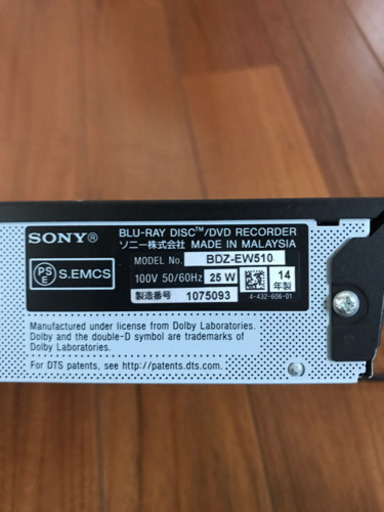 SONY®
BLU-RAY DISC™/DVD RECORDER
ソニー株式会社 MADE IN MALAYSIA
MODEL No. BDZ-EW510
PS
E
S.EMCS
100V 50/60Hz 25 W
14
年製
製造番号 1075093
4-432-606-01
Manufactured under license from Dolby Laboratories.
Dolby and the double-D symbol are trademarks of
Dolby Laboratories.
For DTS patents, see http://patents.dts.com.